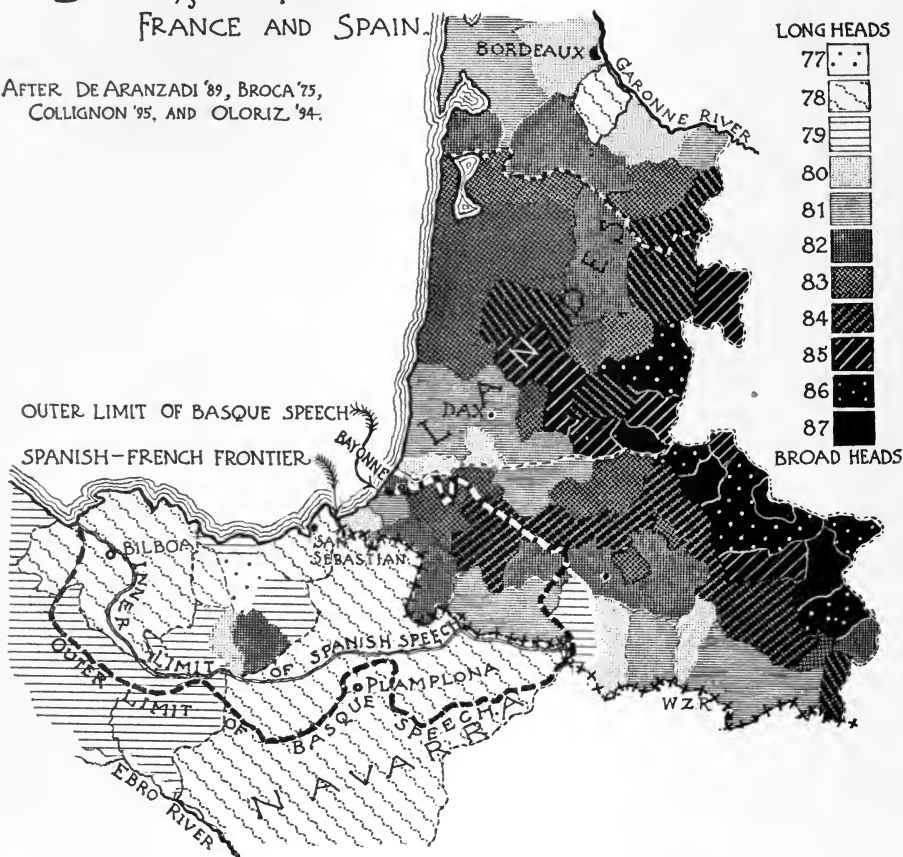 FRANCE AND SPAIN.
AFTER DE ARANZADI '89, BROCA '75,
COLLIGNON '95, AND OLORIZ '94.
LONG HEADS
77
78
79
80
81
82
83
84
85
86
87
BROAD HEADS
BORDEAUX
GARONNE RIVER
LANDES
DAX
OUTER LIMIT OF BASQUE SPEECH
BAYONNE
SPANISH-FRENCH FRONTIER
SAN
SEBASTIAN
BILBOA
INNER LIMIT OF SPANISH SPEECH
PLAMPLONA
OUTER LIMIT OF BASQUE SPEECH
NAVARRA
EBRO RIVER
WZR